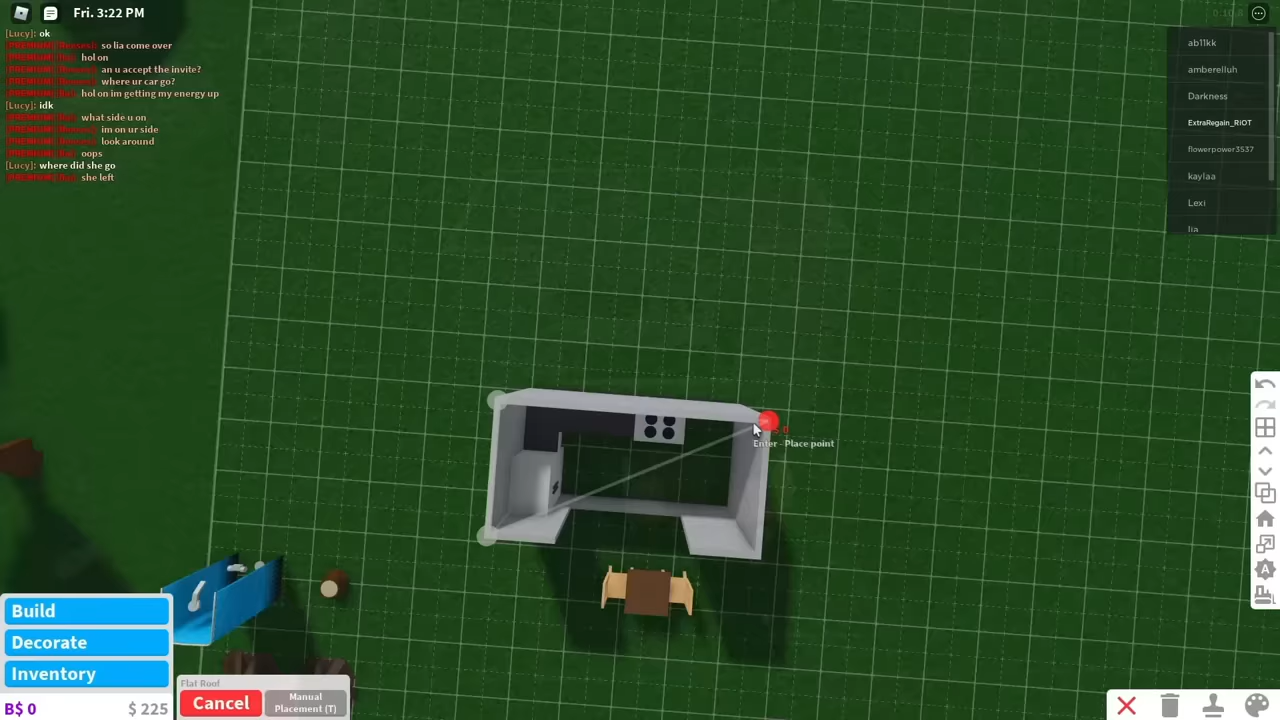 Fri. 3:22 PM
[Lucy]: ok
so lia come over
hol on
an u accept the invite?
where ur car go?
hol on im getting my energy up
[Lucy]: idk
what side u on
im on ur side
look around
oops
[Lucy]: where did she go
she left
ab11kk
amberelluh
Darkness
ExtraRegain_RiOT
flowerpower3537
kaylaa
Lexi
lia
Enter - Place point
Build
Decorate
Inventory
B$ 0 $ 225
Flat Roof
Cancel
Manual
Placement (T)